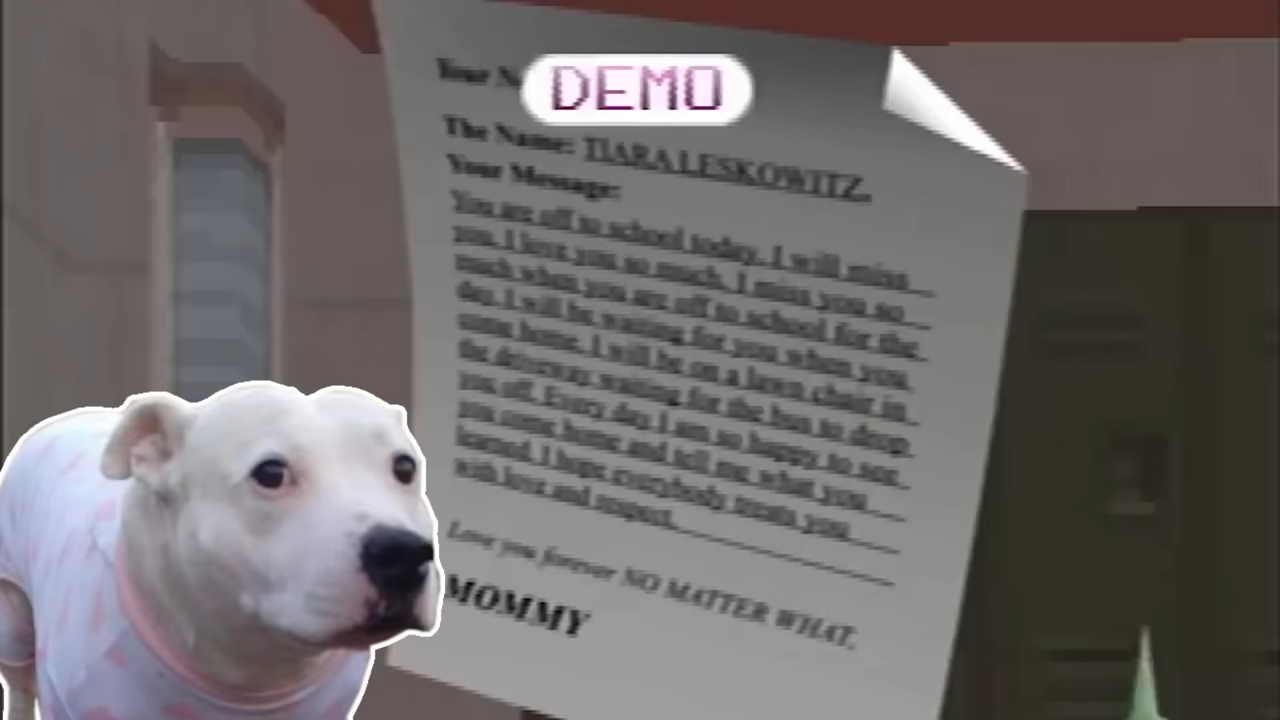 DEMO
Your N
The Name: TIARA LESKOWITZ.
Your Message:
You are off to school today. I will miss
you. I love you so much. I miss you so
much when you are off to school for the
day. I will be waiting for you when you
come home. I will be on a lawn chair in
the driveway waiting for the bus to drop
you off. Every day I am so happy to see
you come home and tell me what you
learned. I hope everybody treats you
with love and respect.
Love you forever NO MATTER WHAT,
MOMMY